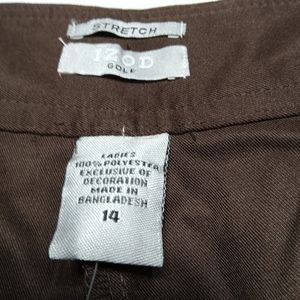 STRETCH
IZOD
GOLF
LADIES
100% POLYESTER
EXCLUSIVE OF
DECORATION
MADE IN
BANGLADESH
14